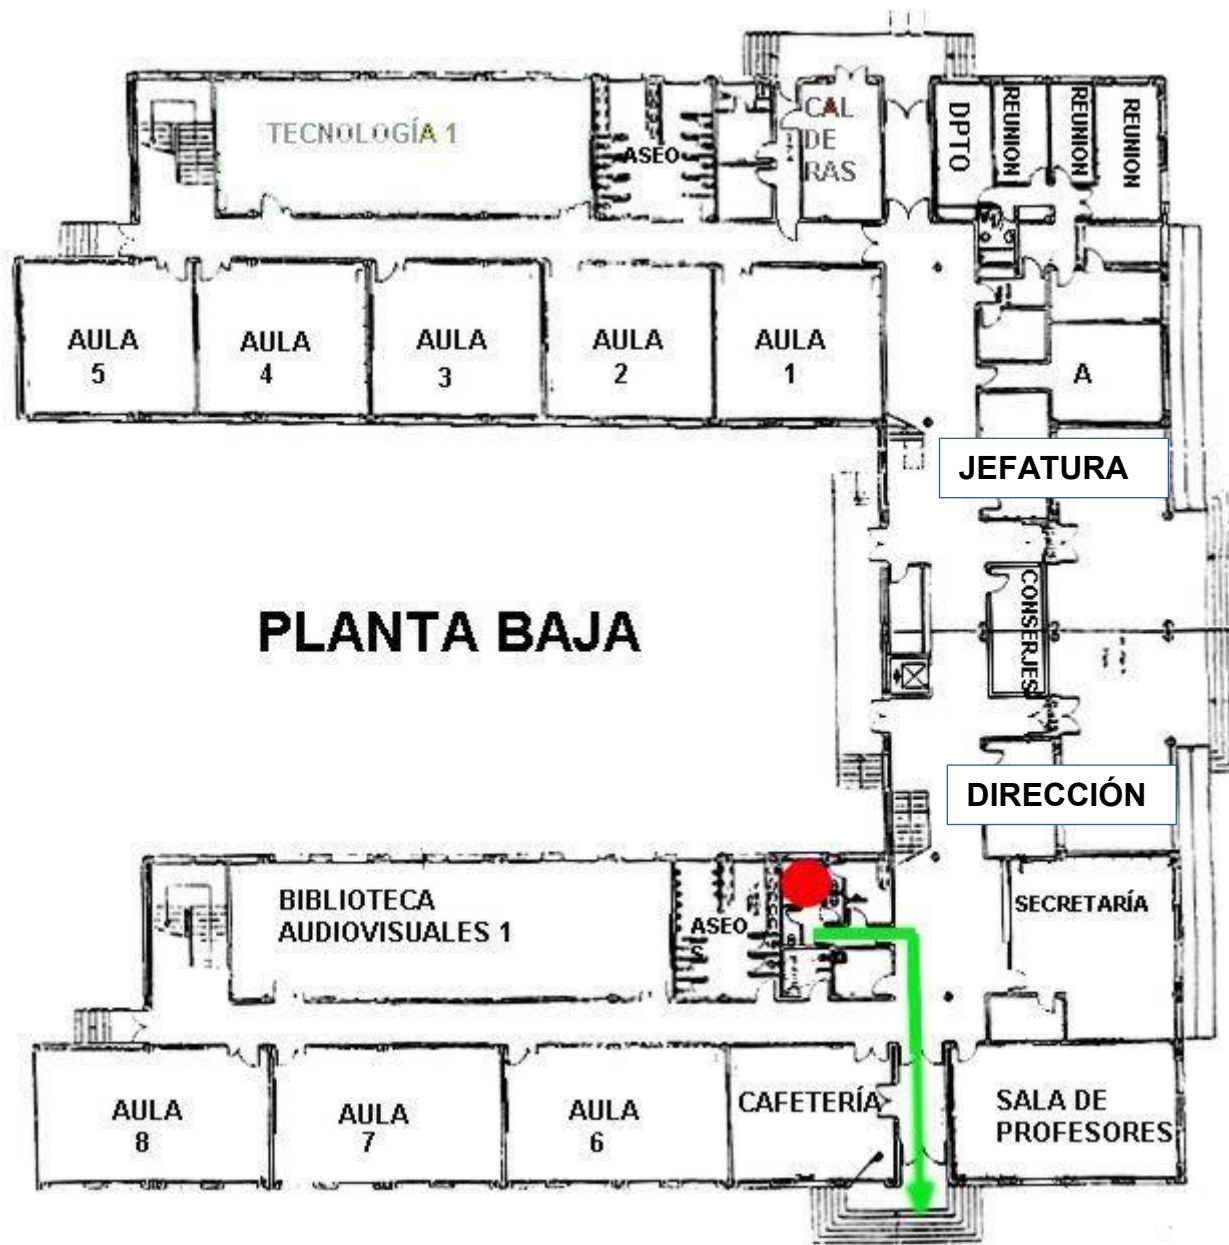 TECNOLOGÍA 1
ASEO
CAL
DE
RAS
DPTO
REUNION
REUNION
REUNION
AULA
5
AULA
4
AULA
3
AULA
2
AULA
1
A
JEFATURA
PLANTA BAJA
CONSERJES
DIRECCIÓN
BIBLIOTECA
AUDIOVISUALES 1
ASEO
SECRETARÍA
AULA
8
AULA
7
AULA
6
CAFETERÍA
SALA DE
PROFESORES